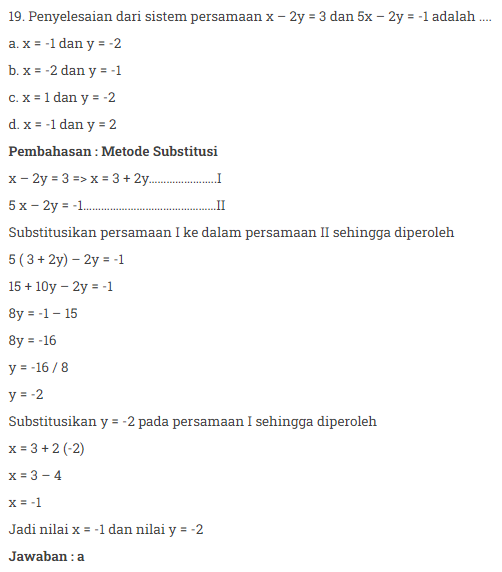 19. Penyelesaian dari sistem persamaan x – 2y = 3 dan 5x – 2y = -1 adalah ....
a. x = -1 dan y = -2
b. x = -2 dan y = -1
c. x = 1 dan y = -2
d. x = -1 dan y = 2
Pembahasan : Metode Substitusi
x – 2y = 3 => x = 3 + 2y.......................I
5 x – 2y = -1.............................................II
Substitusikan persamaan I ke dalam persamaan II sehingga diperoleh
5 ( 3 + 2y) – 2y = -1
15 + 10y – 2y = -1
8y = -1 – 15
8y = -16
y = -16 / 8
y = -2
Substitusikan y = -2 pada persamaan I sehingga diperoleh
x = 3 + 2 (-2)
x = 3 – 4
x = -1
Jadi nilai x = -1 dan nilai y = -2
Jawaban : a